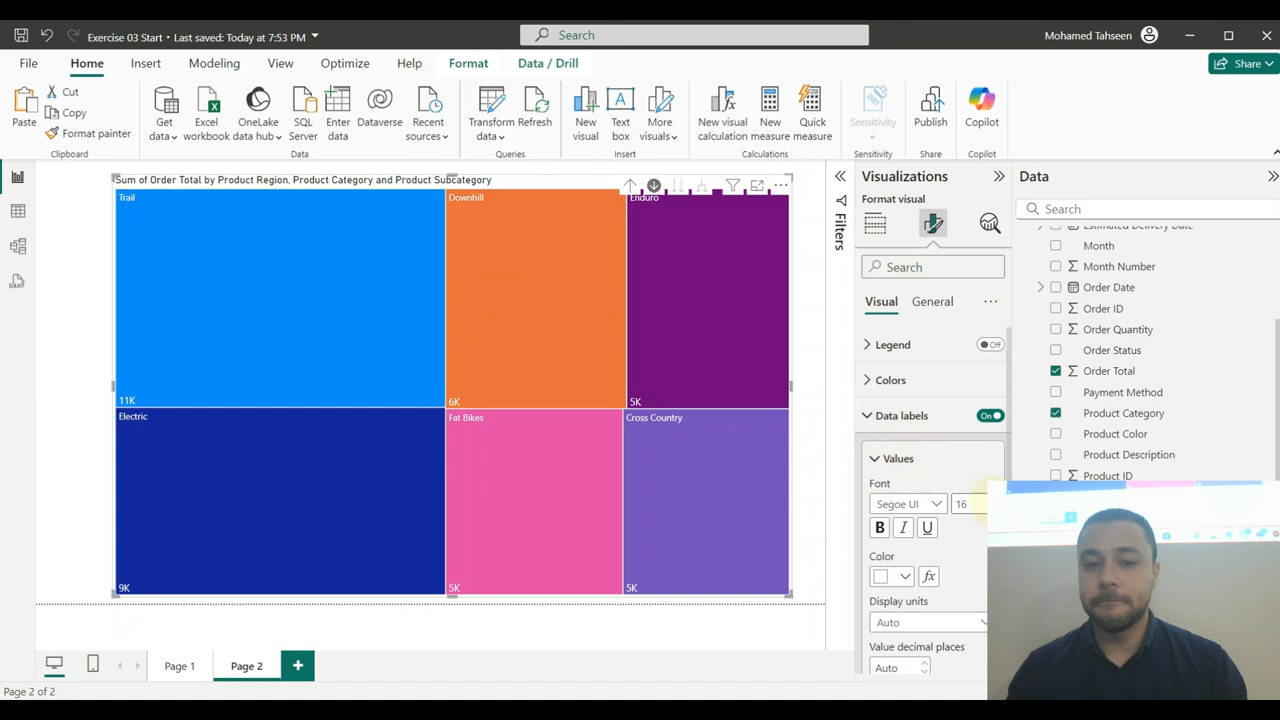 Exercise 03 Start • Last saved: Today at 7:53 PM
Search
Mohamed Tahseen
File Home Insert Modeling View Optimize Help Format Data / Drill
Share
Paste
Cut
Copy
Format painter
Clipboard
Get data
Excel workbook
OneLake data hub
SQL Server
Enter data
Dataverse
Recent sources
Data
Transform data
Refresh
Queries
New visual
Text box
More visuals
Insert
New visual calculation
New measure
Quick measure
Calculations
Sensitivity
Sensitivity
Publish
Share
Copilot
Copilot
Sum of Order Total by Product Region, Product Category and Product Subcategory
Trail
11K
Downhill
6K
Enduro
5K
Electric
9K
Fat Bikes
5K
Cross Country
5K
Filters
Visualizations
Format visual
Search
Visual General
Legend Off
Colors
Data labels On
Values
Font
Segoe UI 16
B I U
Color
fx
Display units
Auto
Value decimal places
Auto
Data
Search
Estimated Delivery Date
Month
Month Number
Order Date
Order ID
Order Quantity
Order Status
Order Total
Payment Method
Product Category
Product Color
Product Description
Product ID
Page 1 Page 2
Page 2 of 2